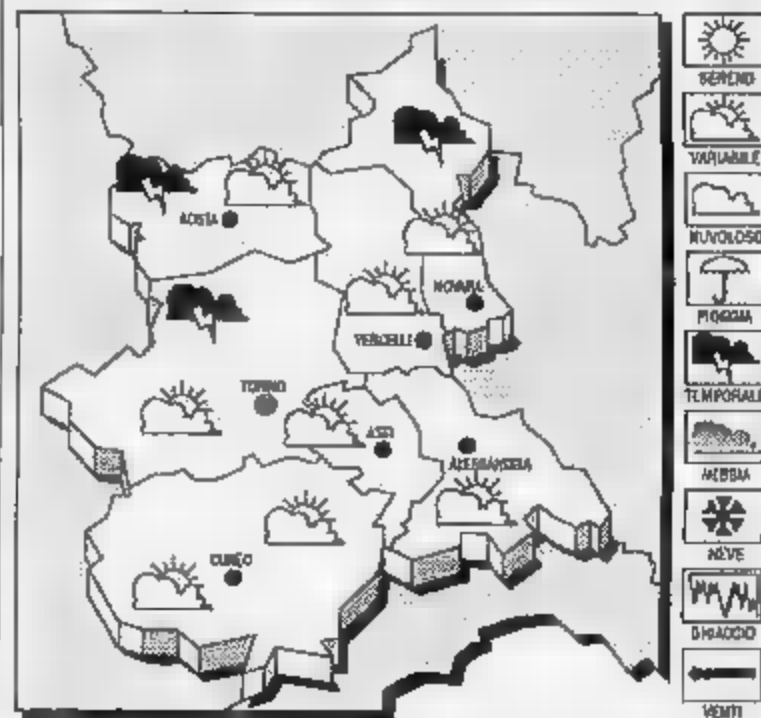 SERENO
VARIABILE
NUVOLOSO
PIOGGIA
TEMPORALE
NEBBIA
NEVE
GHIACCIO
VENTI
AOSTA
NOVARA
VERCELLI
TORINO
ASTI
ALESSANDRIA
CUNEO